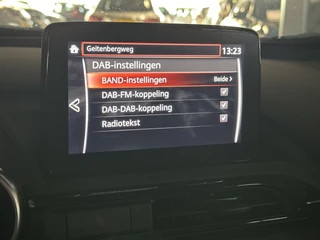 Geitenbergweg
13:23
DAB-instellingen
BAND-instellingen Beide
DAB-FM-koppeling
DAB-DAB-koppeling
Radiotekst